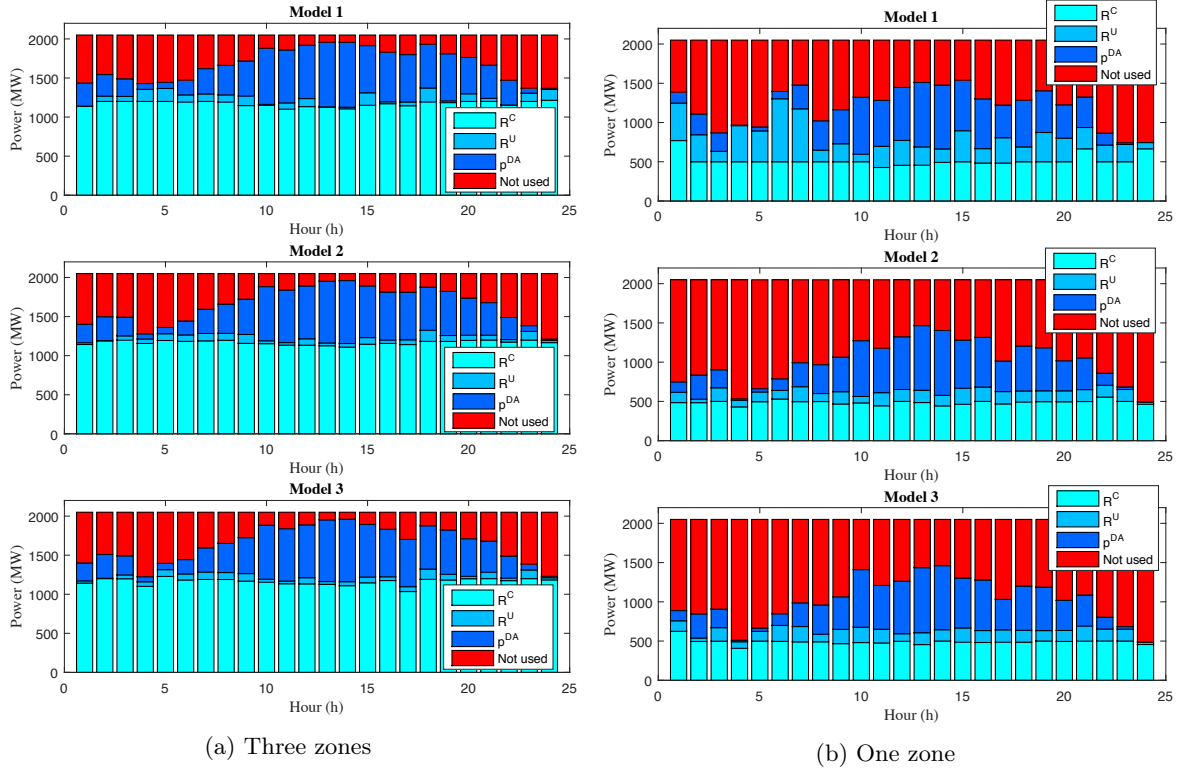 Model 1
2000
1500
1000
500
0
Power (MW)
R^C
R^U
p^DA
Not used
0 5 10 15 20 25
Hour (h)
Model 2
2000
1500
1000
500
0
Power (MW)
R^C
R^U
p^DA
Not used
0 5 10 15 20 25
Hour (h)
Model 3
2000
1500
1000
500
0
Power (MW)
R^C
R^U
p^DA
Not used
0 5 10 15 20 25
Hour (h)
(a) Three zones
Model 1
2000
1500
1000
500
0
Power (MW)
R^C
R^U
p^DA
Not used
0 5 10 15 20 25
Hour (h)
Model 2
2000
1500
1000
500
0
Power (MW)
R^C
R^U
p^DA
Not used
0 5 10 15 20 25
Hour (h)
Model 3
2000
1500
1000
500
0
Power (MW)
R^C
R^U
p^DA
Not used
0 5 10 15 20 25
Hour (h)
(b) One zone